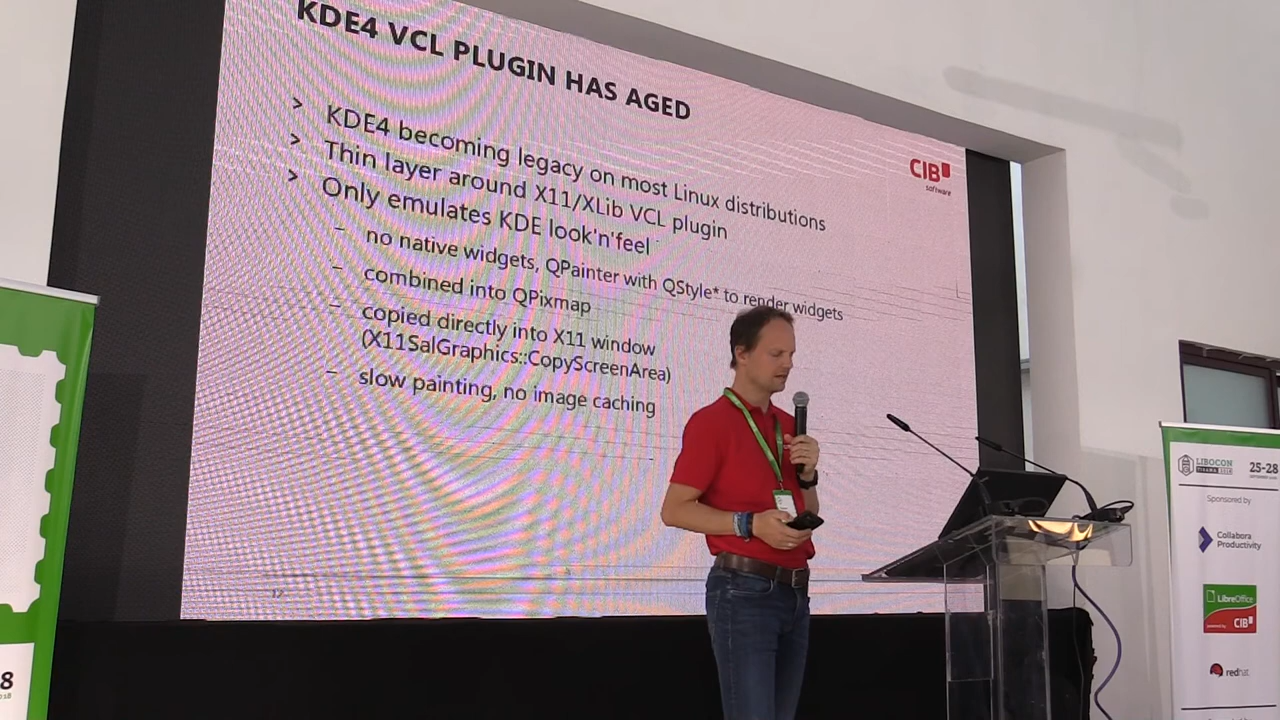 KDE4 VCL PLUGIN HAS AGED
> KDE4 becoming legacy on most Linux distributions
> Thin layer around X11/XLib VCL plugin
> Only emulates KDE look'n'feel
– no native widgets, QPainter with QStyle* to render widgets
– combined into QPixmap
– copied directly into X11 window
(X11SalGraphics::CopyScreenArea)
– slow painting, no image caching
CIB
software
LIBOCON
25-28
Sponsored by
Collabora
Productivity
LibreOffice
powered by CIB
redhat
8